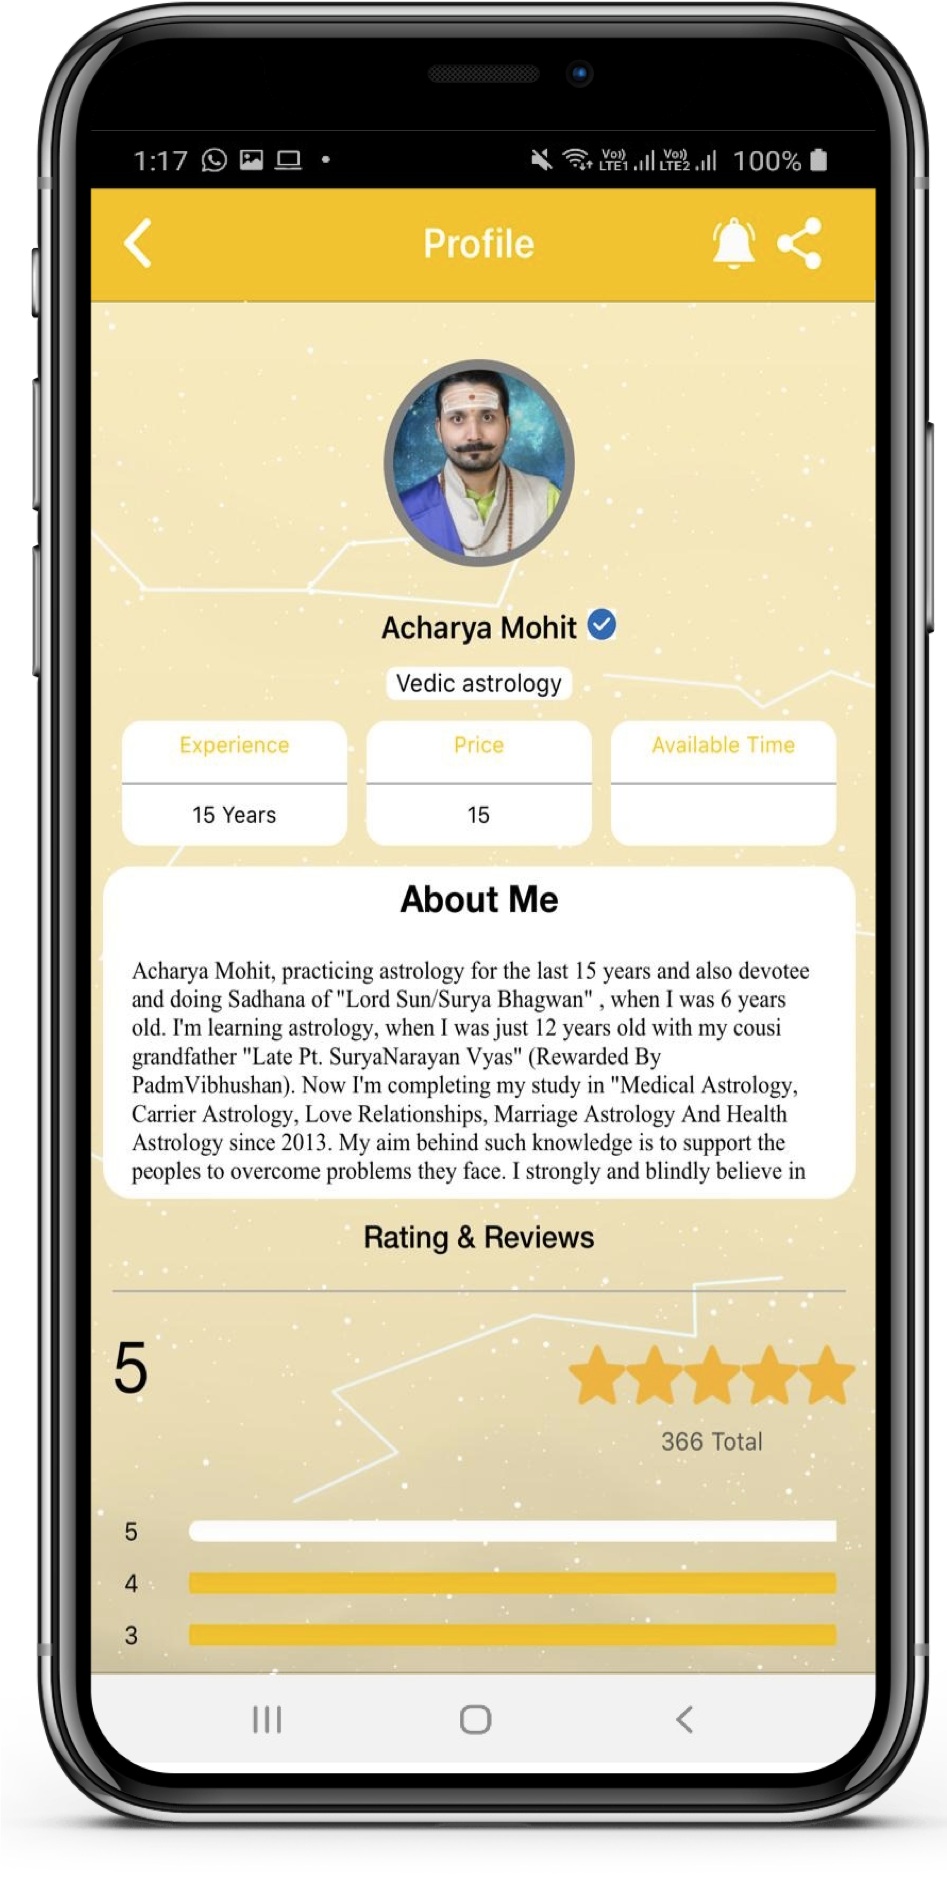 1:17
Vo)) LTE1 Vo)) LTE2 100%
Profile
Acharya Mohit
Vedic astrology
Experience Price Available Time
15 Years 15
About Me
Acharya Mohit, practicing astrology for the last 15 years and also devotee
and doing Sadhana of "Lord Sun/Surya Bhagwan" , when I was 6 years
old. I'm learning astrology, when I was just 12 years old with my cousi
grandfather "Late Pt. SuryaNarayan Vyas" (Rewarded By
PadmVibhushan). Now I'm completing my study in "Medical Astrology,
Carrier Astrology, Love Relationships, Marriage Astrology And Health
Astrology since 2013. My aim behind such knowledge is to support the
peoples to overcome problems they face. I strongly and blindly believe in
Rating & Reviews
5
366 Total
5
4
3